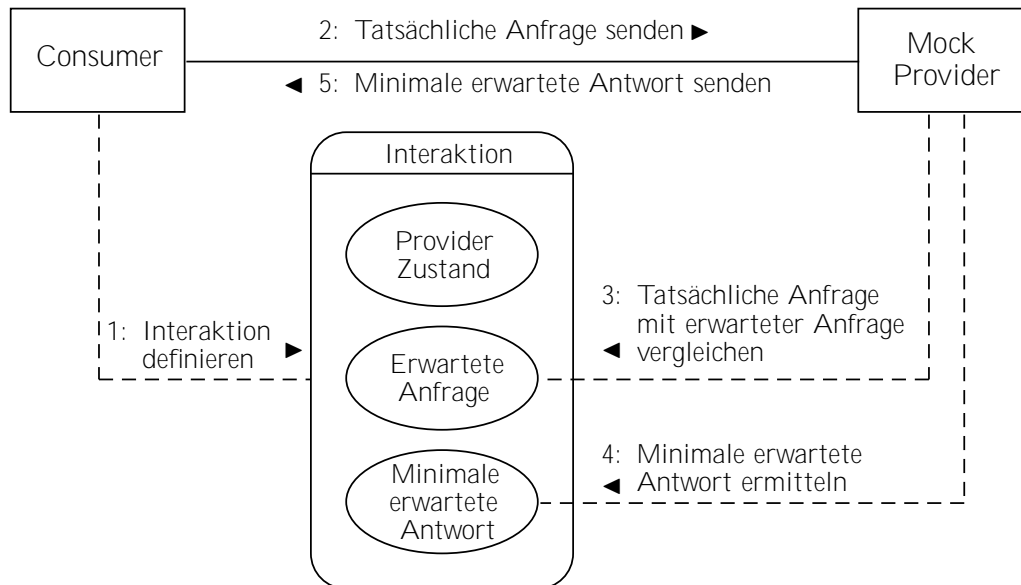 Consumer
2: Tatsächliche Anfrage senden ►
◄ 5: Minimale erwartete Antwort senden
Mock
Provider
Interaktion
Provider
Zustand
1: Interaktion
definieren ►
Erwartete
Anfrage
3: Tatsächliche Anfrage
mit erwarteter Anfrage
◄ vergleichen
Minimale
erwartete
Antwort
4: Minimale erwartete
◄ Antwort ermitteln